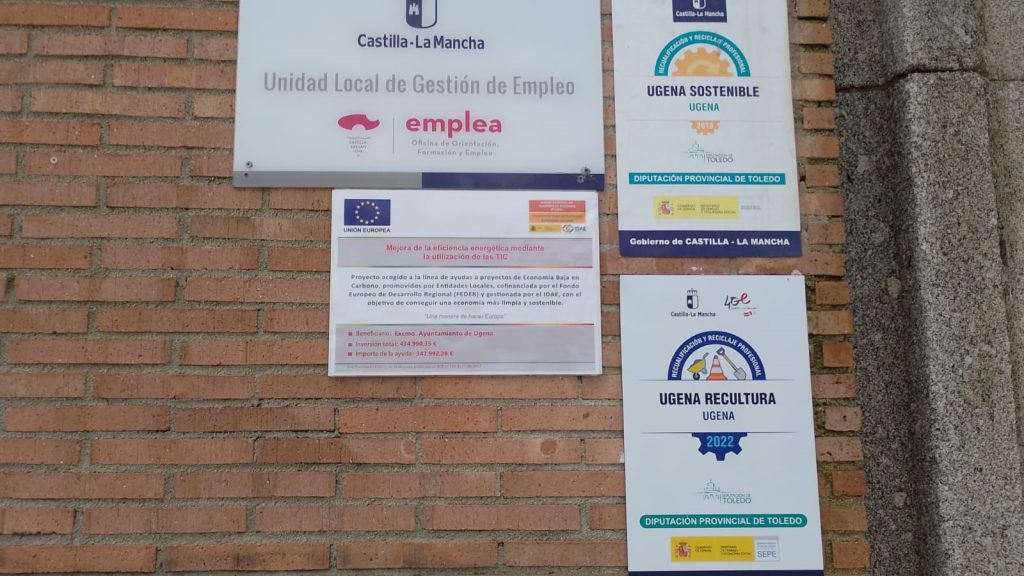 Castilla-La Mancha
Unidad Local de Gestión de Empleo
emplea
Oficina de Orientación,
Formación y Empleo
UNIÓN EUROPEA
IDAE
Mejora de la eficiencia energética mediante
la utilización de las TIC
Proyecto acogido a la línea de ayudas a proyectos de Economía Baja en
Carbono, promovidos por Entidades Locales, cofinanciada por el Fondo
Europeo de Desarrollo Regional (FEDER) y gestionada por el IDAE, con el
objetivo de conseguir una economía más limpia y sostenible.
"Una manera de hacer Europa"
Beneficiario: Excmo. Ayuntamiento de Ugena
Inversión total: 434.990,35 €
Importe de la ayuda: 347.992,28 €
Castilla-La Mancha
RECUALIFICACIÓN Y RECICLAJE PROFESIONAL
UGENA SOSTENIBLE
UGENA
2018
DIPUTACIÓN DE
TOLEDO
DIPUTACIÓN PROVINCIAL DE TOLEDO
Gobierno de CASTILLA - LA MANCHA
Castilla-La Mancha
RECUALIFICACIÓN Y RECICLAJE PROFESIONAL
UGENA RECULTURA
UGENA
2022
DIPUTACIÓN DE
TOLEDO
DIPUTACIÓN PROVINCIAL DE TOLEDO
SEPE